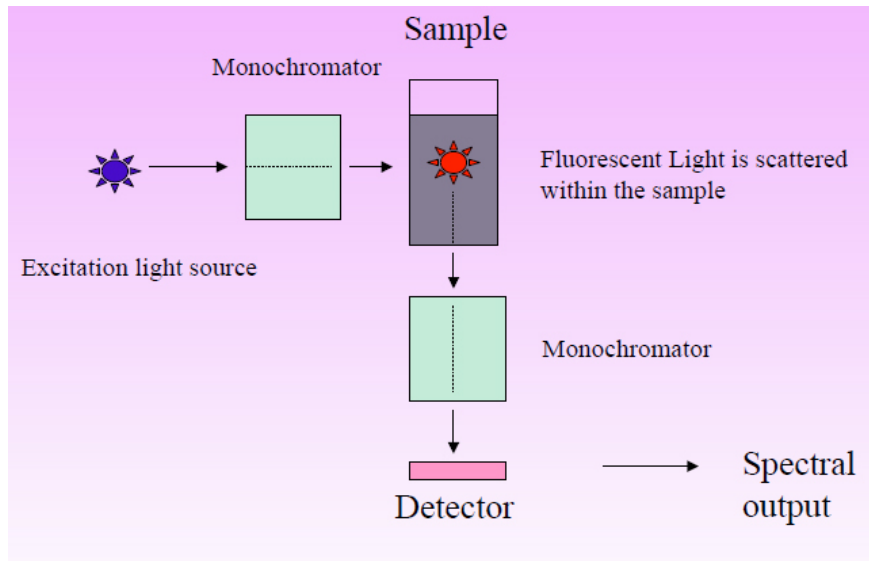 Sample
Monochromator
Fluorescent Light is scattered
within the sample
Excitation light source
Monochromator
Detector
Spectral
output